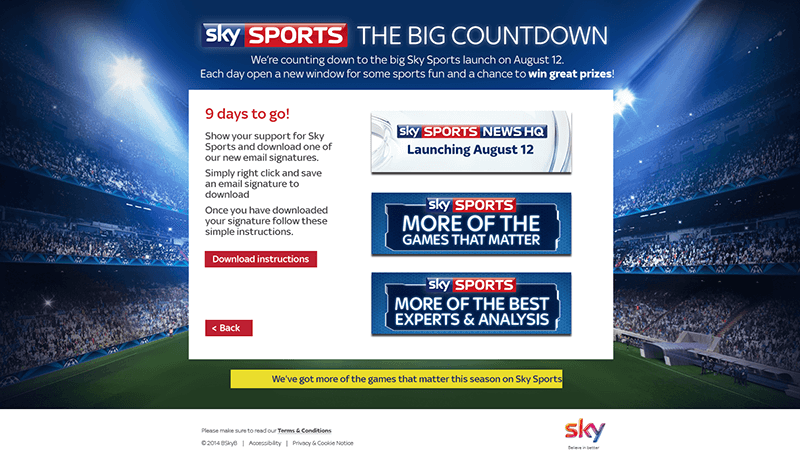 sky SPORTS THE BIG COUNTDOWN
We're counting down to the big Sky Sports launch on August 12.
Each day open a new window for some sports fun and a chance to win great prizes!
9 days to go!
Show your support for Sky
Sports and download one of
our new email signatures.
Simply right click and save
an email signature to
download
Once you have downloaded
your signature follow these
simple instructions.
Download instructions
< Back
sky SPORTS NEWS HQ
Launching August 12
sky SPORTS
MORE OF THE
GAMES THAT MATTER
sky SPORTS
MORE OF THE BEST
EXPERTS & ANALYSIS
We've got more of the games that matter this season on Sky Sports
Please make sure to read our Terms & Conditions
© 2014 BSkyB | Accessibility | Privacy & Cookie Notice
sky
Believe in better